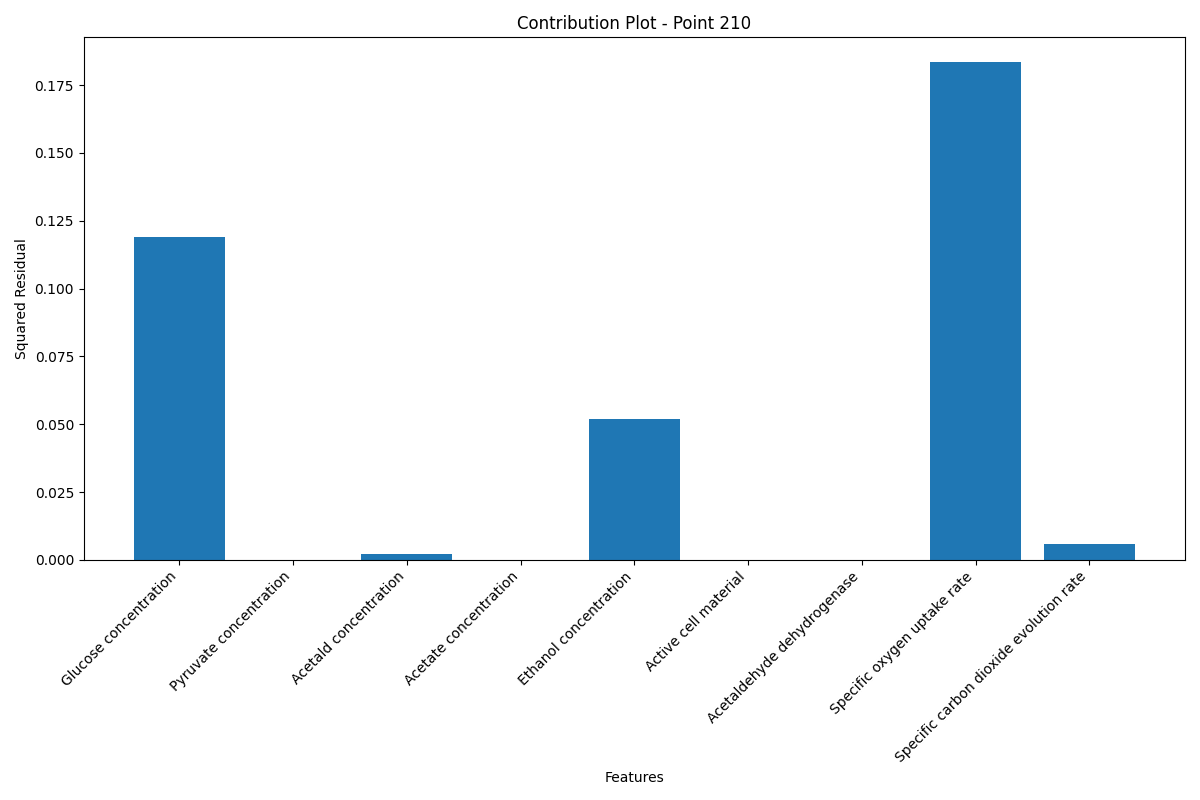 Contribution Plot - Point 210
Squared Residual
0.175
0.150
0.125
0.100
0.075
0.050
0.025
0.000
Glucose concentration
Pyruvate concentration
Acetald concentration
Acetate concentration
Ethanol concentration
Active cell material
Acetaldehyde dehydrogenase
Specific oxygen uptake rate
Specific carbon dioxide evolution rate
Features